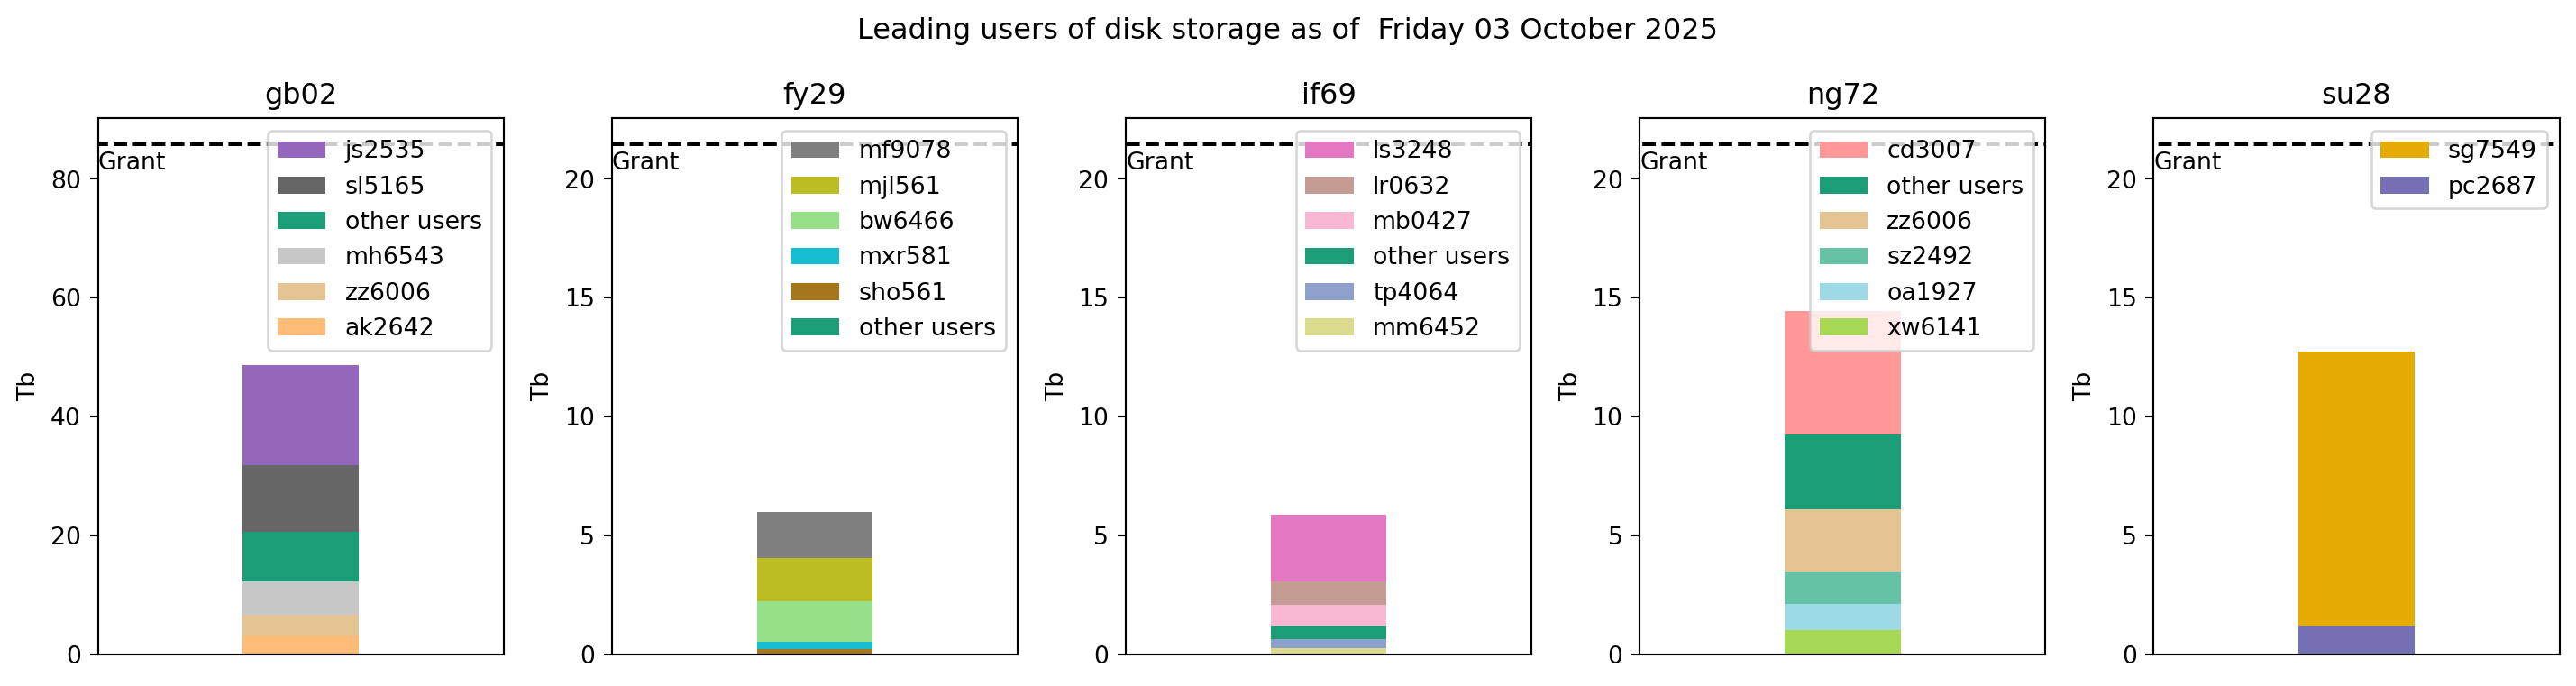 Leading users of disk storage as of  Friday 03 October 2025
gb02
Grant
js2535
sl5165
other users
mh6543
zz6006
ak2642
80
60
40
20
0
Tb
fy29
Grant
mf9078
mjl561
bw6466
mxr581
sho561
other users
20
15
10
5
0
Tb
if69
Grant
ls3248
lr0632
mb0427
other users
tp4064
mm6452
20
15
10
5
0
Tb
ng72
Grant
cd3007
other users
zz6006
sz2492
oa1927
xw6141
20
15
10
5
0
Tb
su28
Grant
sg7549
pc2687
20
15
10
5
0
Tb